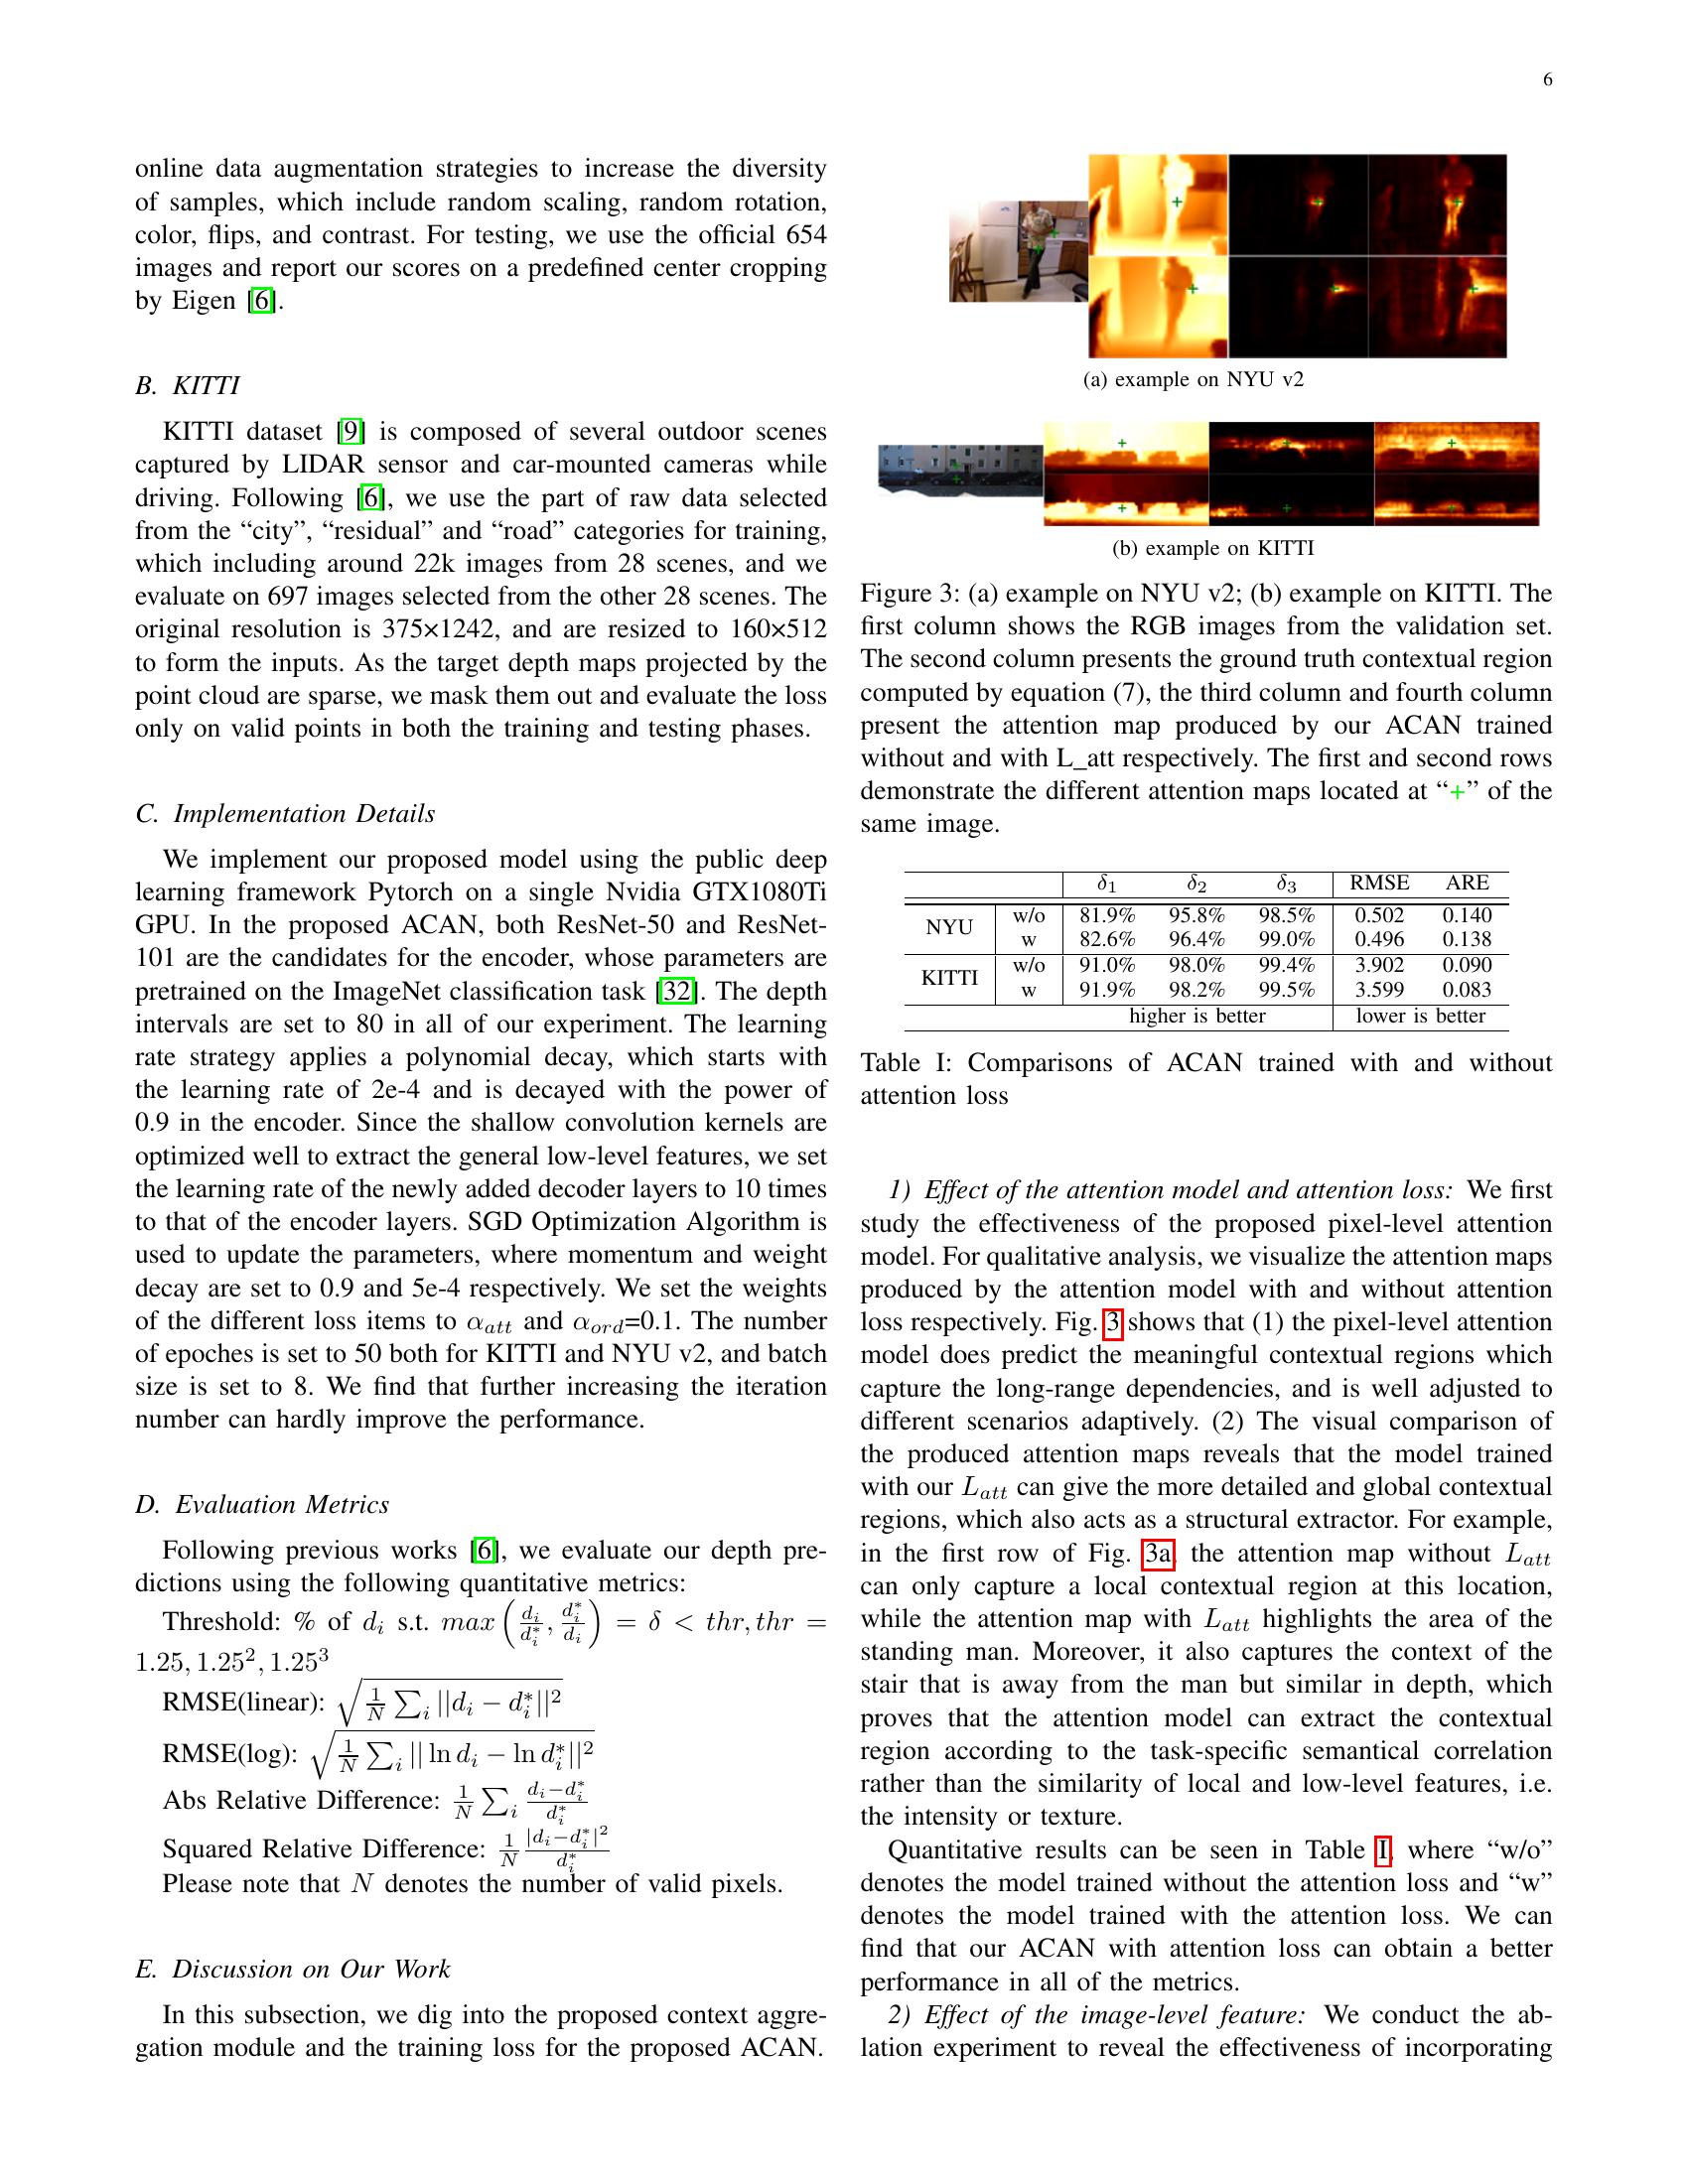 6
online data augmentation strategies to increase the diversity
of samples, which include random scaling, random rotation,
color, flips, and contrast. For testing, we use the official 654
images and report our scores on a predefined center cropping
by Eigen [6].
B. KITTI
KITTI dataset [9] is composed of several outdoor scenes
captured by LIDAR sensor and car-mounted cameras while
driving. Following [6], we use the part of raw data selected
from the “city”, “residual” and “road” categories for training,
which including around 22k images from 28 scenes, and we
evaluate on 697 images selected from the other 28 scenes. The
original resolution is 375×1242, and are resized to 160×512
to form the inputs. As the target depth maps projected by the
point cloud are sparse, we mask them out and evaluate the loss
only on valid points in both the training and testing phases.
C. Implementation Details
We implement our proposed model using the public deep
learning framework Pytorch on a single Nvidia GTX1080Ti
GPU. In the proposed ACAN, both ResNet-50 and ResNet-
101 are the candidates for the encoder, whose parameters are
pretrained on the ImageNet classification task [32]. The depth
intervals are set to 80 in all of our experiment. The learning
rate strategy applies a polynomial decay, which starts with
the learning rate of 2e-4 and is decayed with the power of
0.9 in the encoder. Since the shallow convolution kernels are
optimized well to extract the general low-level features, we set
the learning rate of the newly added decoder layers to 10 times
to that of the encoder layers. SGD Optimization Algorithm is
used to update the parameters, where momentum and weight
decay are set to 0.9 and 5e-4 respectively. We set the weights
of the different loss items to α_att and α_ord=0.1. The number
of epoches is set to 50 both for KITTI and NYU v2, and batch
size is set to 8. We find that further increasing the iteration
number can hardly improve the performance.
D. Evaluation Metrics
Following previous works [6], we evaluate our depth pre-
dictions using the following quantitative metrics:
Threshold: % of d_i s.t. max(d_i/d_i^*, d_i^*/d_i) = δ < thr, thr =
1.25, 1.25², 1.25³
RMSE(linear): √(1/N ∑_i ||d_i − d_i^*||²)
RMSE(log): √(1/N ∑_i || ln d_i − ln d_i^*||²)
Abs Relative Difference: 1/N ∑_i (d_i−d_i^*)/d_i^*
Squared Relative Difference: 1/N |d_i−d_i^*|²/d_i^*
Please note that N denotes the number of valid pixels.
E. Discussion on Our Work
In this subsection, we dig into the proposed context aggre-
gation module and the training loss for the proposed ACAN.
(a) example on NYU v2
(b) example on KITTI
Figure 3: (a) example on NYU v2; (b) example on KITTI. The
first column shows the RGB images from the validation set.
The second column presents the ground truth contextual region
computed by equation (7), the third column and fourth column
present the attention map produced by our ACAN trained
without and with L_att respectively. The first and second rows
demonstrate the different attention maps located at “+” of the
same image.
δ₁ δ₂ δ₃ RMSE ARE
NYU w/o 81.9% 95.8% 98.5% 0.502 0.140
w 82.6% 96.4% 99.0% 0.496 0.138
KITTI w/o 91.0% 98.0% 99.4% 3.902 0.090
w 91.9% 98.2% 99.5% 3.599 0.083
higher is better lower is better
Table I: Comparisons of ACAN trained with and without
attention loss
1) Effect of the attention model and attention loss: We first
study the effectiveness of the proposed pixel-level attention
model. For qualitative analysis, we visualize the attention maps
produced by the attention model with and without attention
loss respectively. Fig. 3 shows that (1) the pixel-level attention
model does predict the meaningful contextual regions which
capture the long-range dependencies, and is well adjusted to
different scenarios adaptively. (2) The visual comparison of
the produced attention maps reveals that the model trained
with our L_att can give the more detailed and global contextual
regions, which also acts as a structural extractor. For example,
in the first row of Fig. 3a, the attention map without L_att
can only capture a local contextual region at this location,
while the attention map with L_att highlights the area of the
standing man. Moreover, it also captures the context of the
stair that is away from the man but similar in depth, which
proves that the attention model can extract the contextual
region according to the task-specific semantical correlation
rather than the similarity of local and low-level features, i.e.
the intensity or texture.
Quantitative results can be seen in Table I, where “w/o”
denotes the model trained without the attention loss and “w”
denotes the model trained with the attention loss. We can
find that our ACAN with attention loss can obtain a better
performance in all of the metrics.
2) Effect of the image-level feature: We conduct the ab-
lation experiment to reveal the effectiveness of incorporating